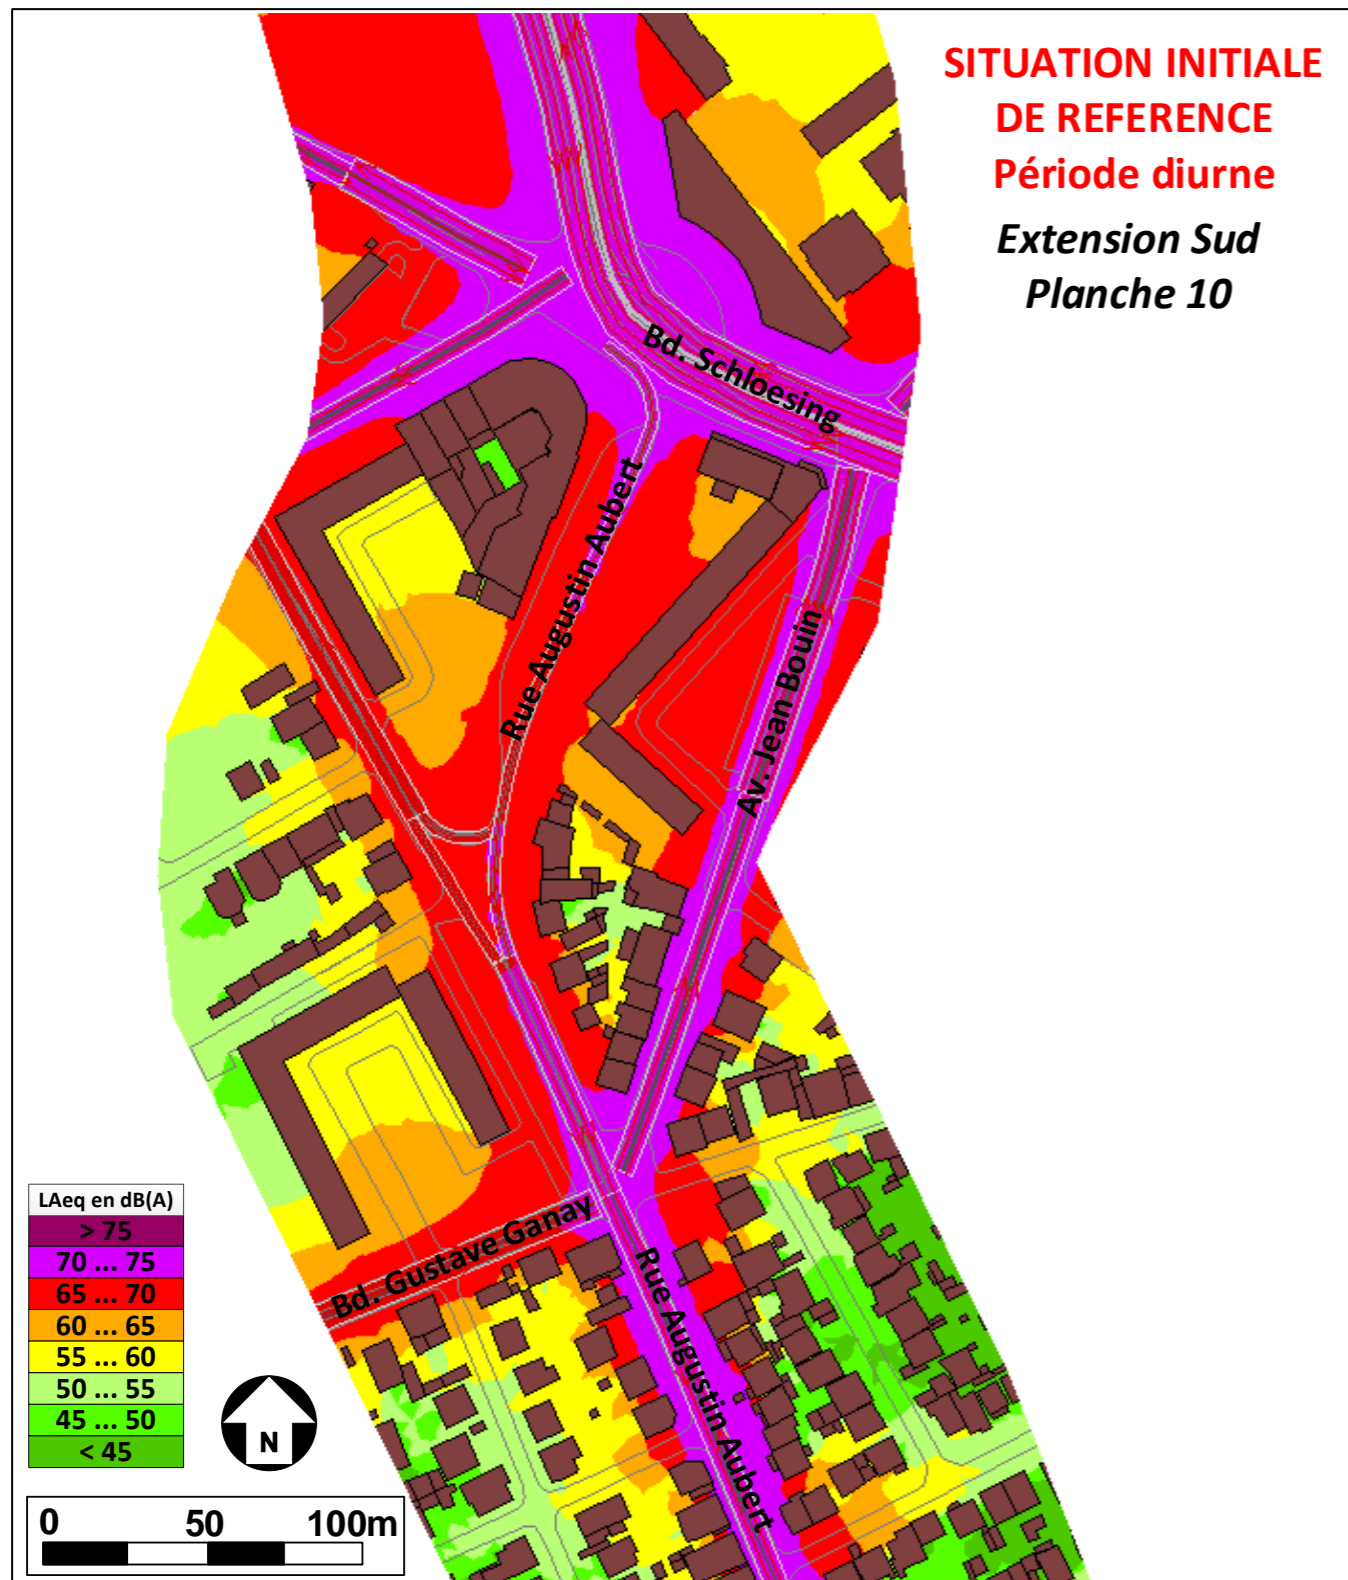 SITUATION INITIALE
DE REFERENCE
Période diurne
Extension Sud
Planche 10
Bd. Schloesing
Rue Augustin Aubert
Av. Jean Bouin
Bd. Gustave Ganay
Rue Augustin Aubert
LAeq en dB(A)
> 75
70 ... 75
65 ... 70
60 ... 65
55 ... 60
50 ... 55
45 ... 50
< 45
N
0 50 100m